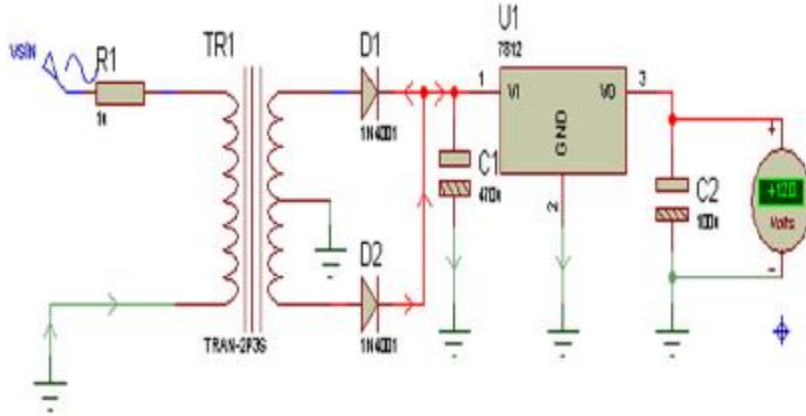 VSIN
R1
1k
TR1
TRAN-2P3S
D1
1N4001
D2
1N4001
C1
U1
7812
1
VI
VO
3
GND
2
C2
+
+12.0
Volts
-